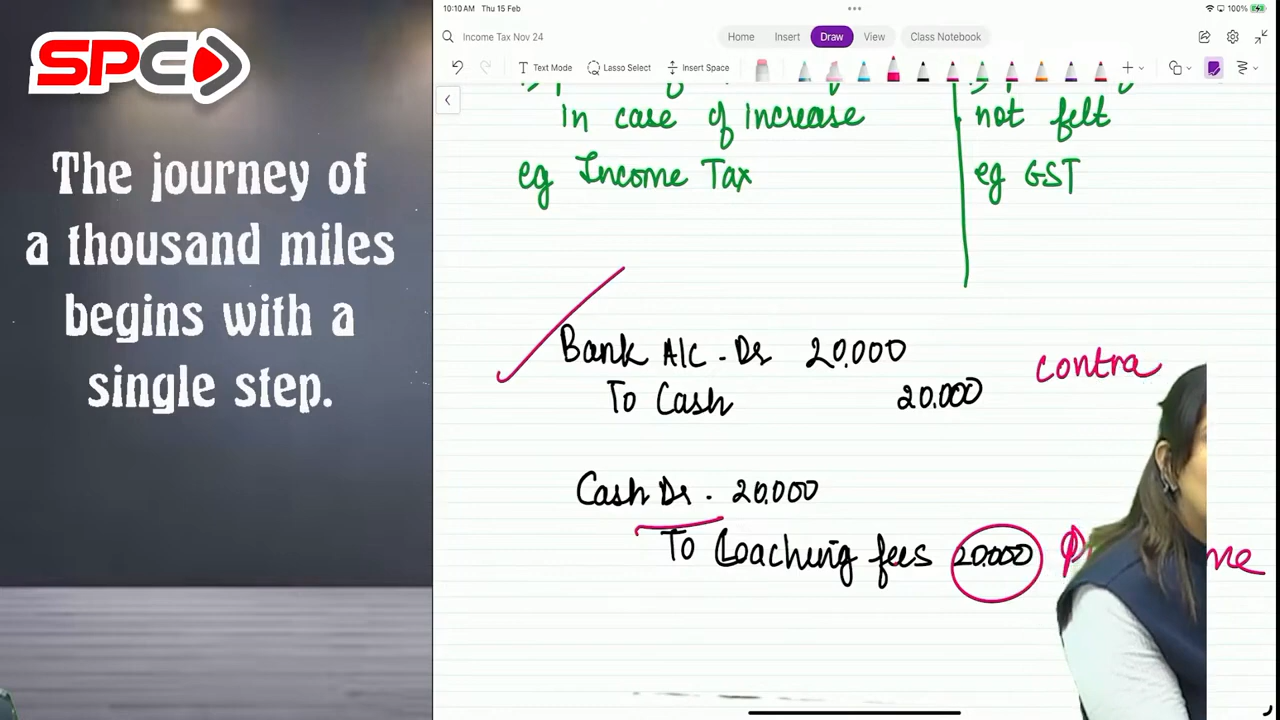 SPE
The journey of
a thousand miles
begins with a
single step.
10:10 AM Thu 15 Feb
100%
Income Tax Nov 24
Home Insert Draw View Class Notebook
Text Mode Lasso Select Insert Space
in case of increase
not felt
eg Income Tax
eg GST
Bank A/C - Dr 20,000
contra
To Cash 20,000
Cash Dr - 20,000
To Coaching fees 20,000